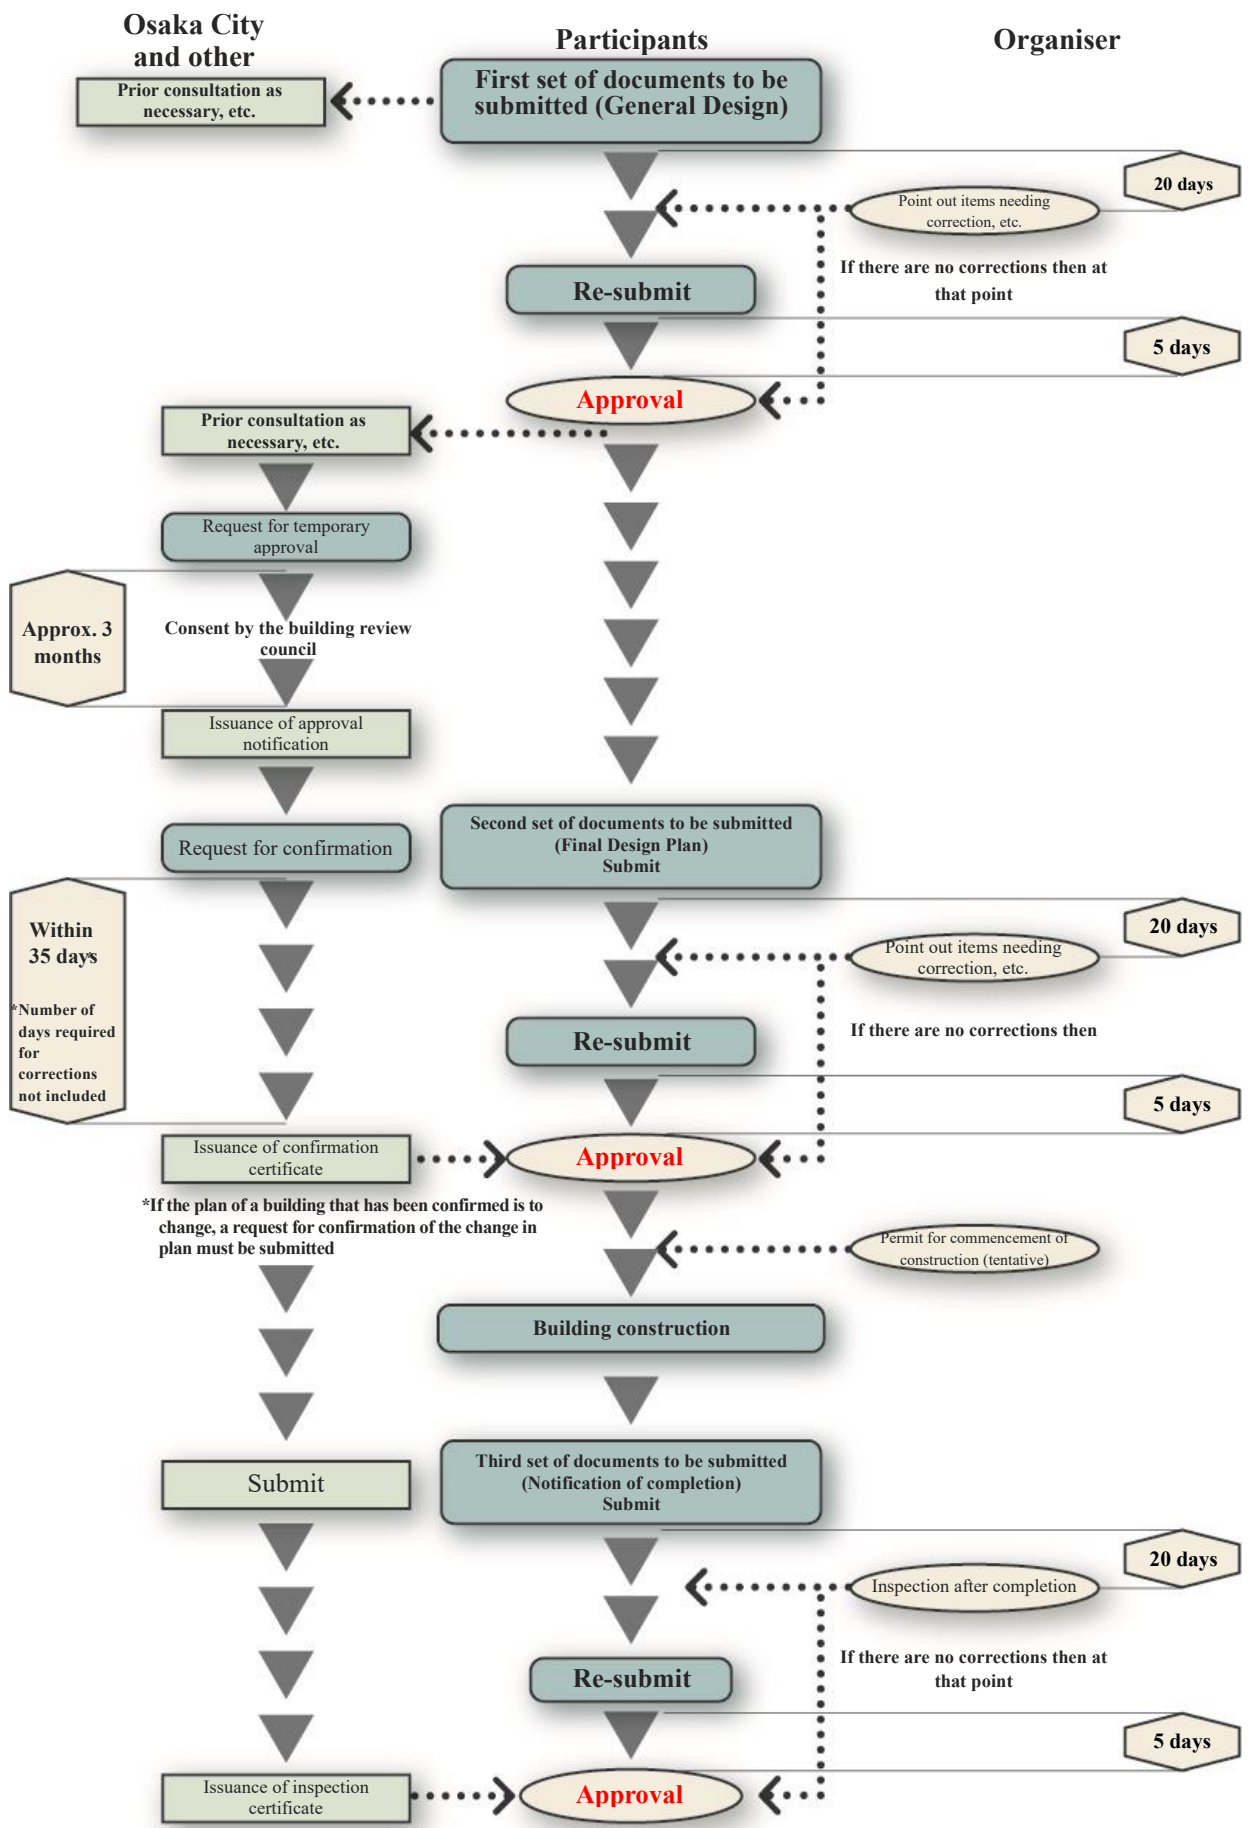 Osaka City
and other
Participants
Organiser
First set of documents to be
submitted (General Design)
Prior consultation as
necessary, etc.
20 days
Point out items needing
correction, etc.
If there are no corrections then at
that point
Re-submit
5 days
Approval
Prior consultation as
necessary, etc.
Request for temporary
approval
Approx. 3
months
Consent by the building review
council
Issuance of approval
notification
Second set of documents to be submitted
(Final Design Plan)
Submit
Request for confirmation
Within
35 days
*Number of
days required
for
corrections
not included
20 days
Point out items needing
correction, etc.
If there are no corrections then
Re-submit
5 days
Issuance of confirmation
certificate
Approval
*If the plan of a building that has been confirmed is to
change, a request for confirmation of the change in
plan must be submitted
Permit for commencement of
construction (tentative)
Building construction
Third set of documents to be submitted
(Notification of completion)
Submit
Submit
20 days
Inspection after completion
If there are no corrections then at
that point
Re-submit
5 days
Issuance of inspection
certificate
Approval